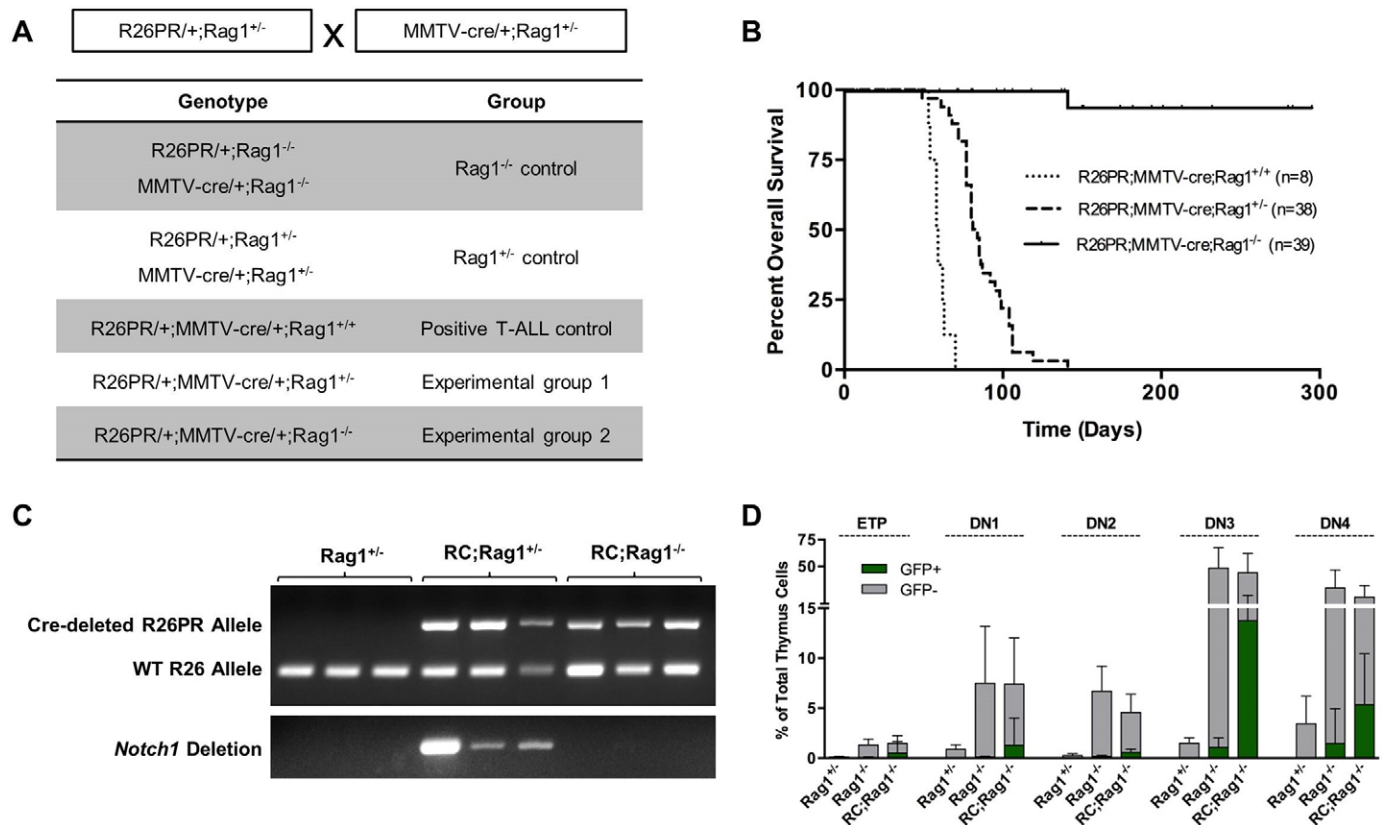 A
R26PR/+;Rag1+/- X MMTV-cre/+;Rag1+/-
Genotype Group
R26PR/+;Rag1-/-
MMTV-cre/+;Rag1-/-
Rag1-/- control
R26PR/+;Rag1+/-
MMTV-cre/+;Rag1+/-
Rag1+/- control
R26PR/+;MMTV-cre/+;Rag1+/+ Positive T-ALL control
R26PR/+;MMTV-cre/+;Rag1+/- Experimental group 1
R26PR/+;MMTV-cre/+;Rag1-/- Experimental group 2
B
Percent Overall Survival
100
75
50
25
0
0 100 200 300
Time (Days)
R26PR;MMTV-cre;Rag1+/+ (n=8)
R26PR;MMTV-cre;Rag1+/- (n=38)
R26PR;MMTV-cre;Rag1-/- (n=39)
C
Rag1+/- RC;Rag1+/- RC;Rag1-/-
Cre-deleted R26PR Allele
WT R26 Allele
Notch1 Deletion
D
ETP DN1 DN2 DN3 DN4
% of Total Thymus Cells
75
50
15
10
5
0
GFP+
GFP-
Rag1+/- Rag1-/- RC;Rag1-/- Rag1+/- Rag1-/- RC;Rag1-/- Rag1+/- Rag1-/- RC;Rag1-/- Rag1+/- Rag1-/- RC;Rag1-/- Rag1+/- Rag1-/- RC;Rag1-/-